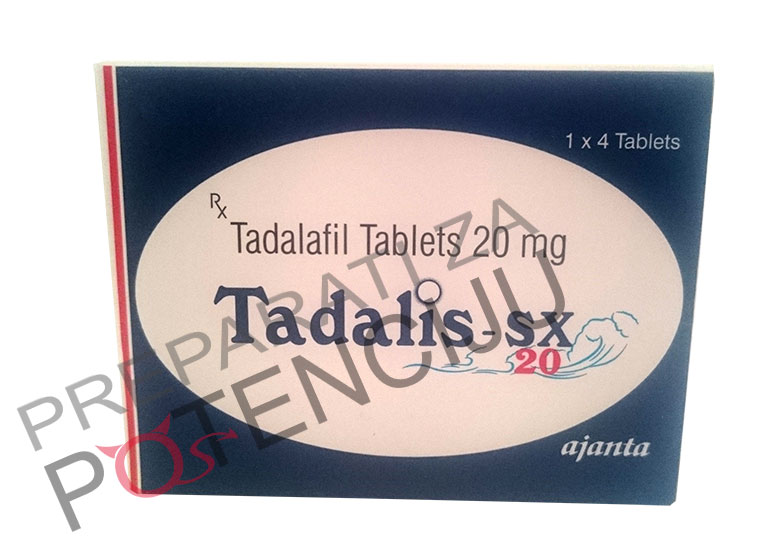 1 x 4 Tablets
Rx
Tadalafil Tablets 20 mg
Tadalis-sx
20
ajanta
PREPARATI ZA
POTENCIJU